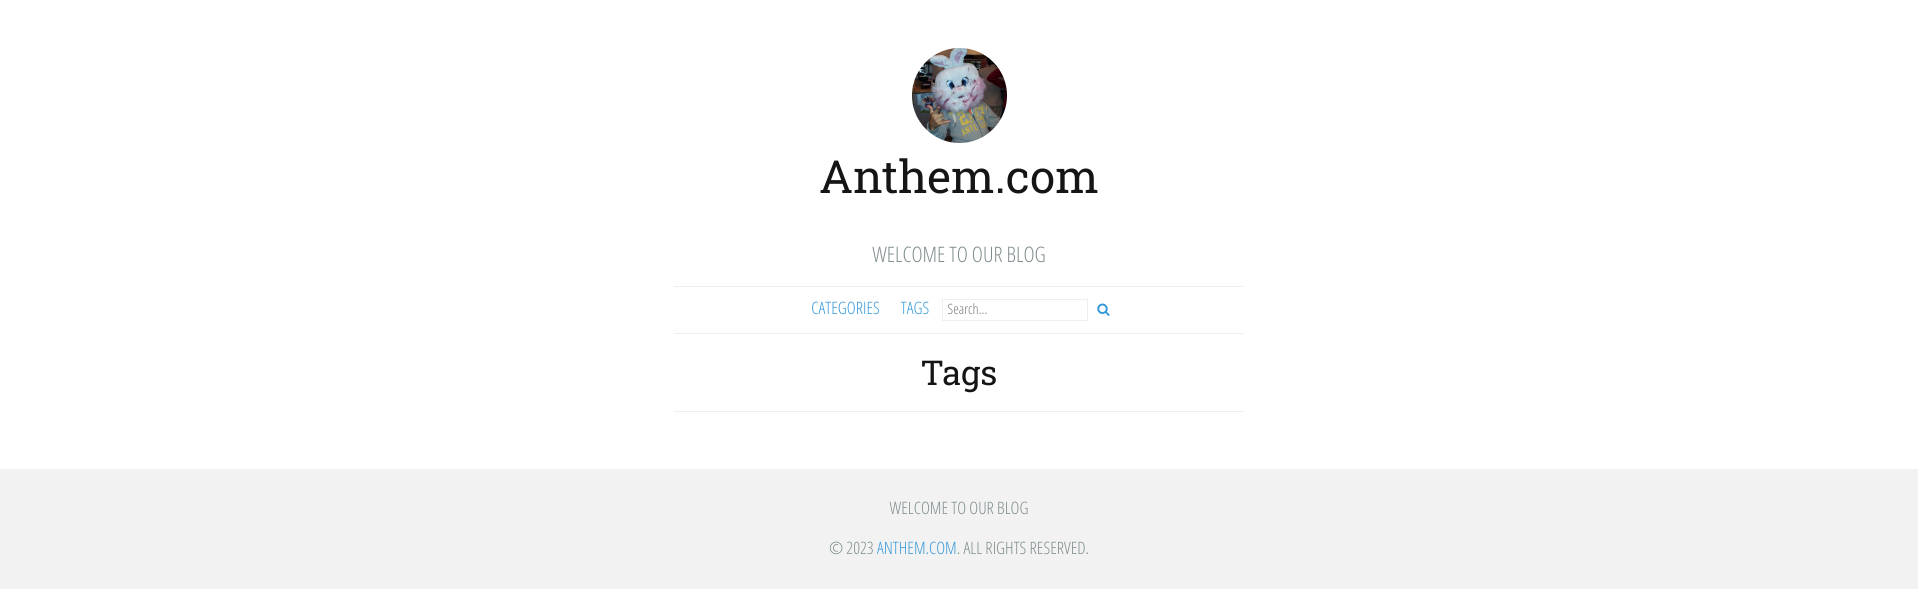 Anthem.com
WELCOME TO OUR BLOG
CATEGORIES TAGS Search...
Tags
WELCOME TO OUR BLOG
© 2023 ANTHEM.COM. ALL RIGHTS RESERVED.